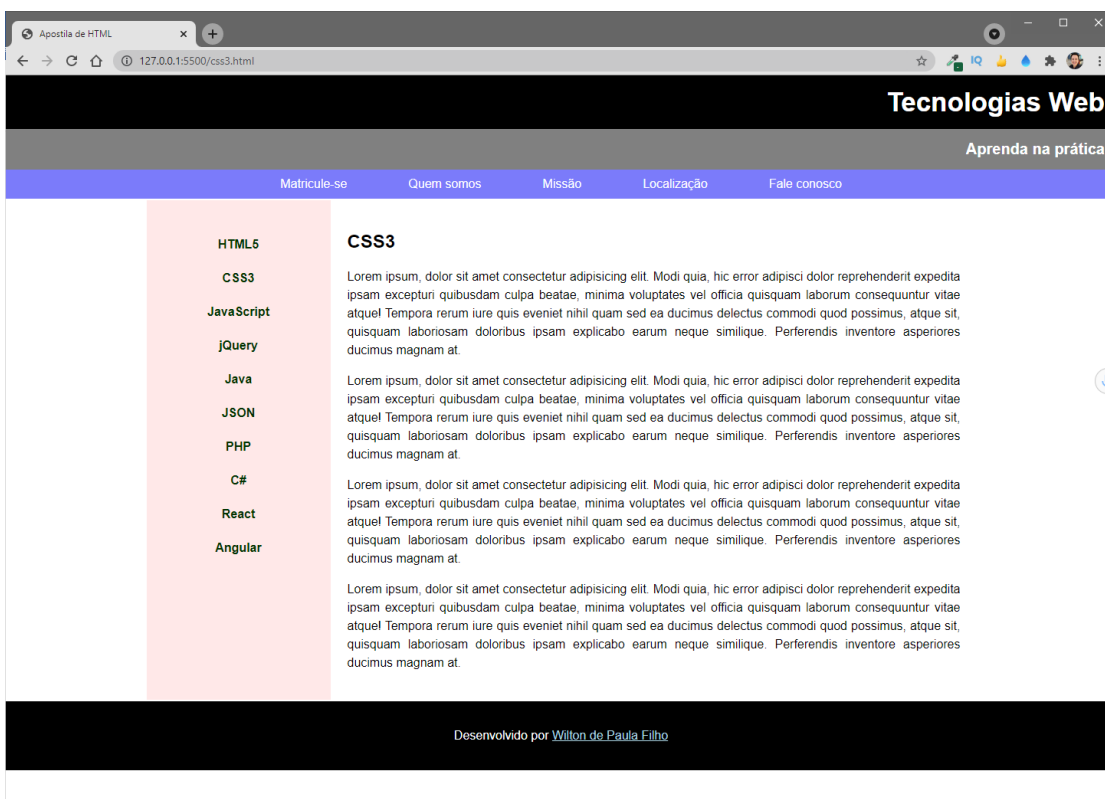 Apostila de HTML
127.0.0.1:5500/css3.html
IQ
Tecnologias Web
Aprenda na prática
Matricule-se Quem somos Missão Localização Fale conosco
HTML5
CSS3
JavaScript
jQuery
Java
JSON
PHP
C#
React
Angular
CSS3
Lorem ipsum, dolor sit amet consectetur adipisicing elit. Modi quia, hic error adipisci dolor reprehenderit expedita
ipsam excepturi quibusdam culpa beatae, minima voluptates vel officia quisquam laborum consequuntur vitae
atque! Tempora rerum iure quis eveniet nihil quam sed ea ducimus delectus commodi quod possimus, atque sit,
quisquam laboriosam doloribus ipsam explicabo earum neque similique. Perferendis inventore asperiores
ducimus magnam at.
Lorem ipsum, dolor sit amet consectetur adipisicing elit. Modi quia, hic error adipisci dolor reprehenderit expedita
ipsam excepturi quibusdam culpa beatae, minima voluptates vel officia quisquam laborum consequuntur vitae
atque! Tempora rerum iure quis eveniet nihil quam sed ea ducimus delectus commodi quod possimus, atque sit,
quisquam laboriosam doloribus ipsam explicabo earum neque similique. Perferendis inventore asperiores
ducimus magnam at.
Lorem ipsum, dolor sit amet consectetur adipisicing elit. Modi quia, hic error adipisci dolor reprehenderit expedita
ipsam excepturi quibusdam culpa beatae, minima voluptates vel officia quisquam laborum consequuntur vitae
atque! Tempora rerum iure quis eveniet nihil quam sed ea ducimus delectus commodi quod possimus, atque sit,
quisquam laboriosam doloribus ipsam explicabo earum neque similique. Perferendis inventore asperiores
ducimus magnam at.
Lorem ipsum, dolor sit amet consectetur adipisicing elit. Modi quia, hic error adipisci dolor reprehenderit expedita
ipsam excepturi quibusdam culpa beatae, minima voluptates vel officia quisquam laborum consequuntur vitae
atque! Tempora rerum iure quis eveniet nihil quam sed ea ducimus delectus commodi quod possimus, atque sit,
quisquam laboriosam doloribus ipsam explicabo earum neque similique. Perferendis inventore asperiores
ducimus magnam at.
Desenvolvido por Wilton de Paula Filho